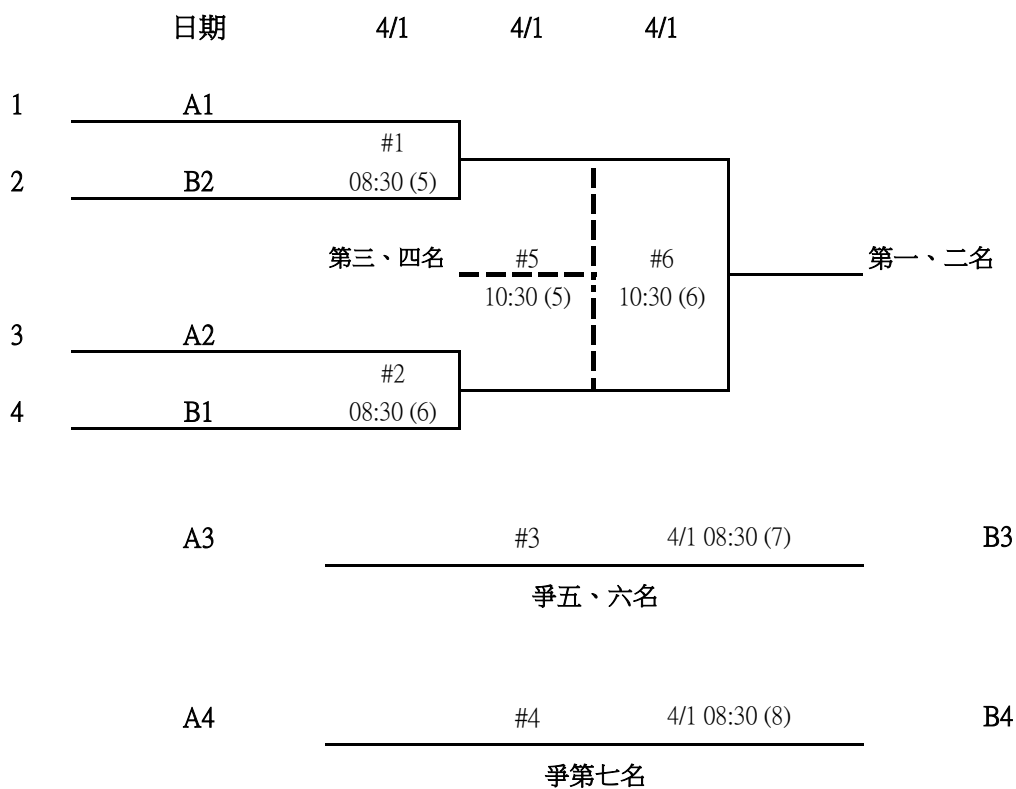 日期 4/1 4/1 4/1
1 A1
#1
2 B2 08:30 (5)
第三、四名 #5 #6 第一、二名
10:30 (5) 10:30 (6)
3 A2
#2
4 B1 08:30 (6)
A3 #3 4/1 08:30 (7) B3
爭五、六名
A4 #4 4/1 08:30 (8) B4
爭第七名